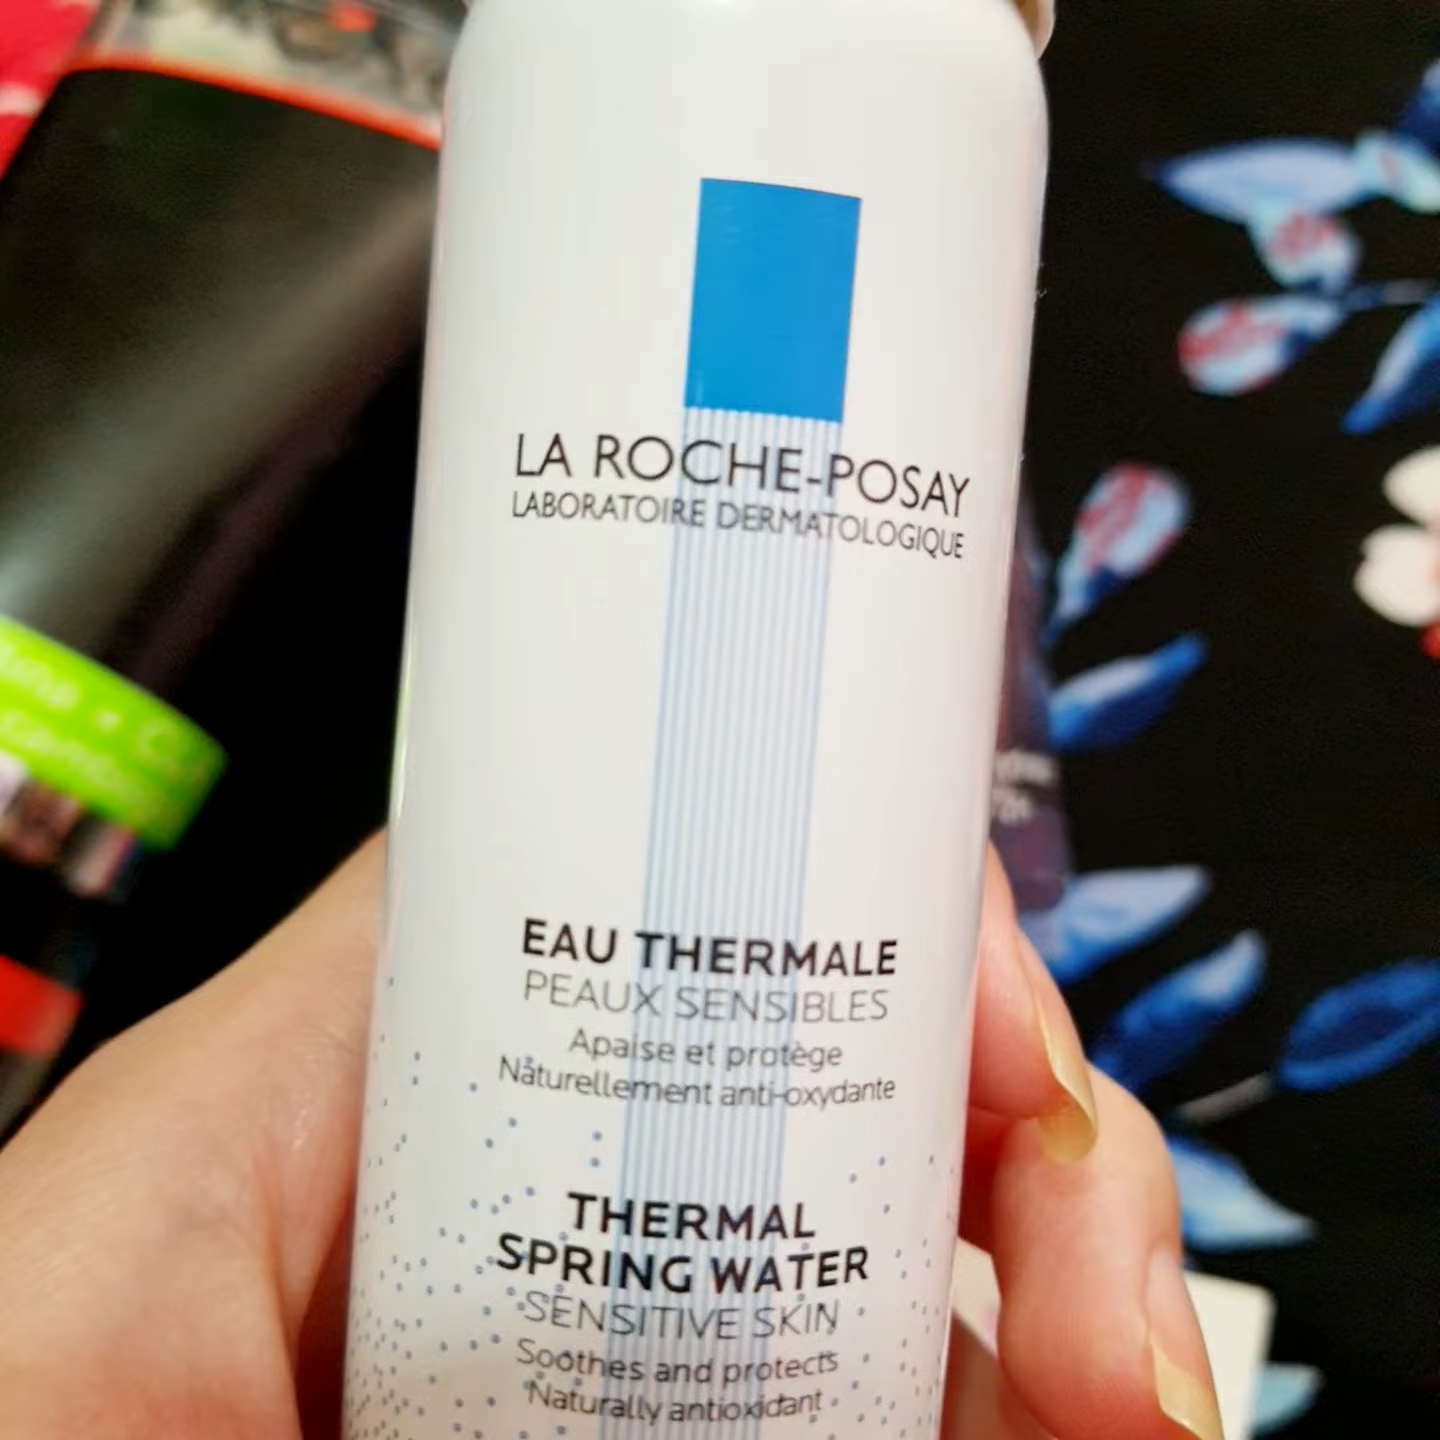 LA ROCHE-POSAY
LABORATOIRE DERMATOLOGIQUE
EAU THERMALE
PEAUX SENSIBLES
Apaise et protège
Naturellement anti-oxydante
THERMAL
SPRING WATER
SENSITIVE SKIN
Soothes and protects
Naturally antioxidant